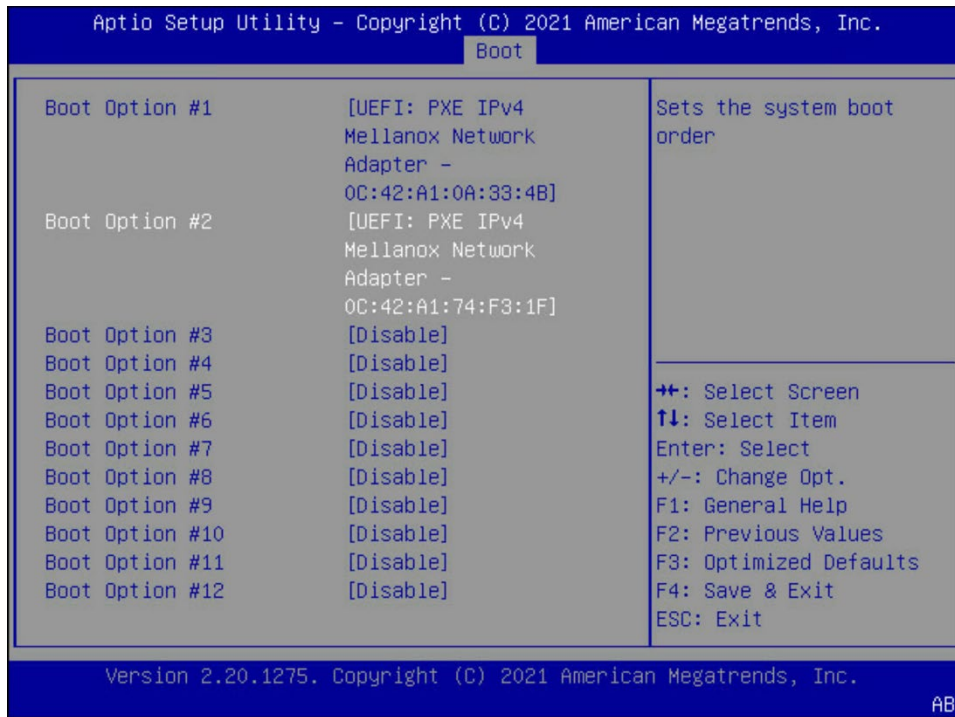 Aptio Setup Utility – Copyright (C) 2021 American Megatrends, Inc.
Boot
Boot Option #1 [UEFI: PXE IPv4
Mellanox Network
Adapter –
0C:42:A1:0A:33:4B]
Boot Option #2 [UEFI: PXE IPv4
Mellanox Network
Adapter –
0C:42:A1:74:F3:1F]
Boot Option #3 [Disable]
Boot Option #4 [Disable]
Boot Option #5 [Disable]
Boot Option #6 [Disable]
Boot Option #7 [Disable]
Boot Option #8 [Disable]
Boot Option #9 [Disable]
Boot Option #10 [Disable]
Boot Option #11 [Disable]
Boot Option #12 [Disable]
Sets the system boot
order
→←: Select Screen
↑↓: Select Item
Enter: Select
+/-: Change Opt.
F1: General Help
F2: Previous Values
F3: Optimized Defaults
F4: Save & Exit
ESC: Exit
Version 2.20.1275. Copyright (C) 2021 American Megatrends, Inc.
AB